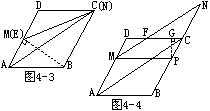 D C(N)
M(E)
A B
图4-3
N
D F G C
M P
A B
图4-4